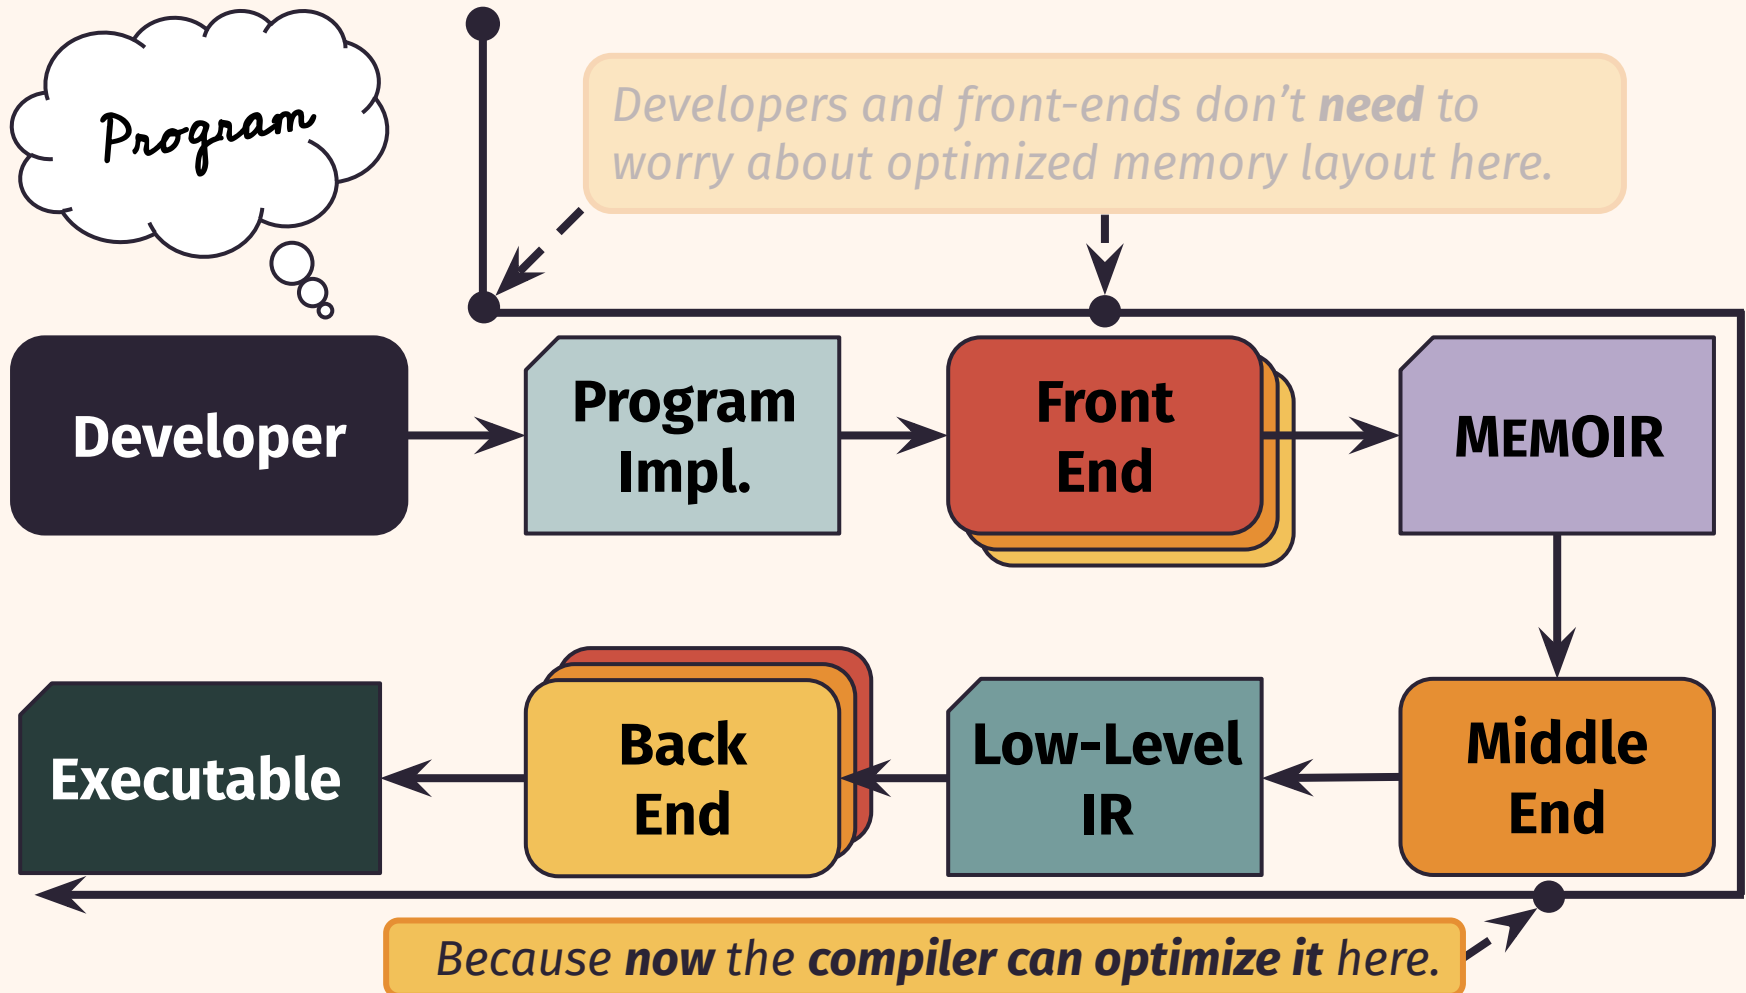 Program
Developers and front-ends don’t need to
worry about optimized memory layout here.
Developer
Program
Impl.
Front
End
MEMOIR
Executable
Back
End
Low-Level
IR
Middle
End
Because now the compiler can optimize it here.